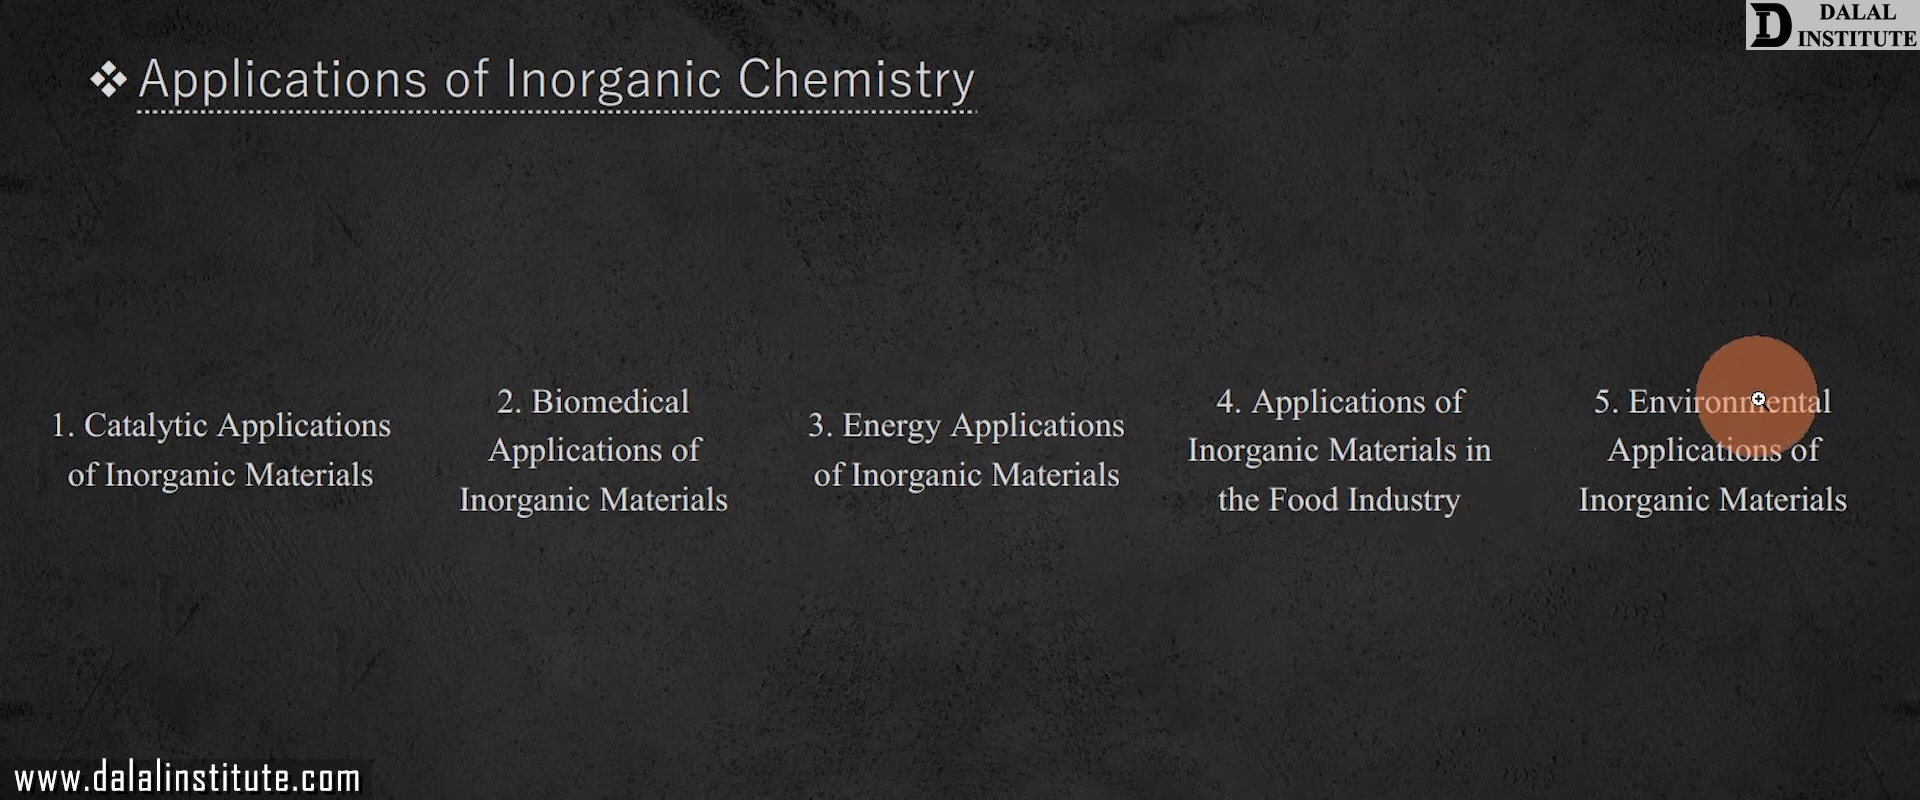 DALAL
INSTITUTE
❖ Applications of Inorganic Chemistry
1. Catalytic Applications
of Inorganic Materials
2. Biomedical
Applications of
Inorganic Materials
3. Energy Applications
of Inorganic Materials
4. Applications of
Inorganic Materials in
the Food Industry
5. Environmental
Applications of
Inorganic Materials
www.dalalinstitute.com